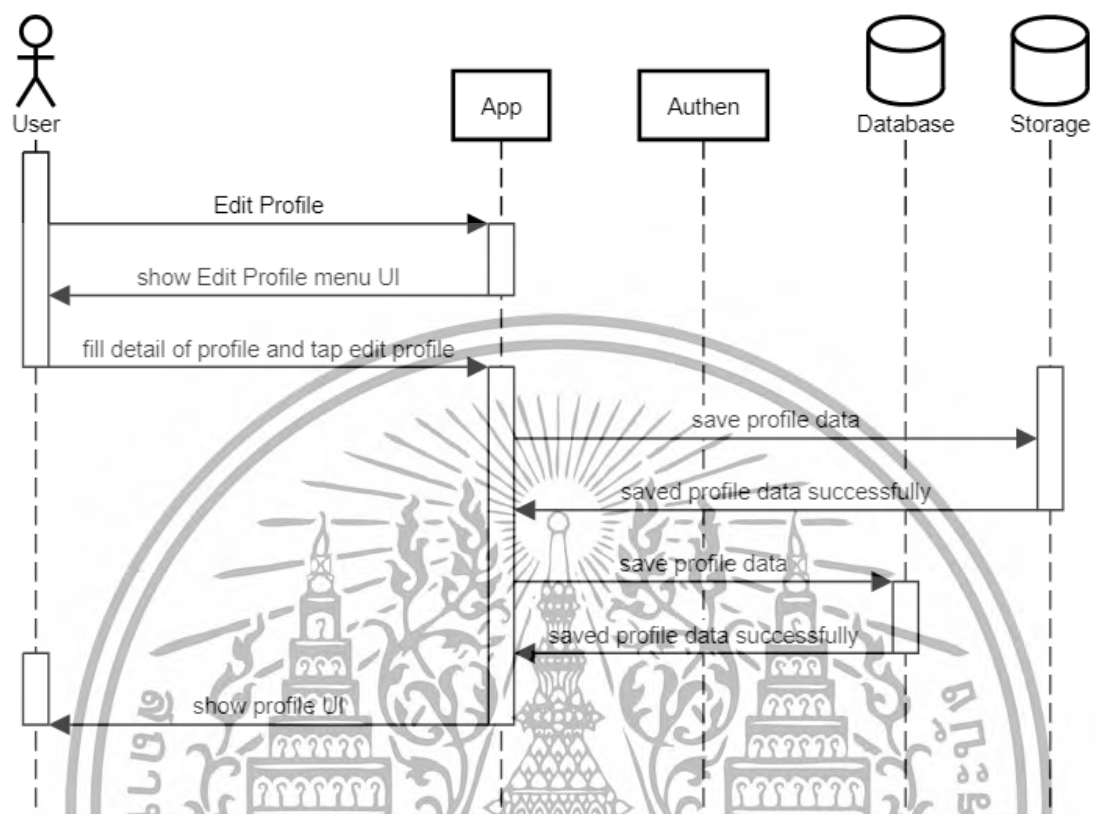 App
Authen
User
Database
Storage
Edit Profile
show Edit Profile menu UI
fill detail of profile and tap edit profile
save profile data
saved profile data successfully
save profile data
saved profile data successfully
show profile UI